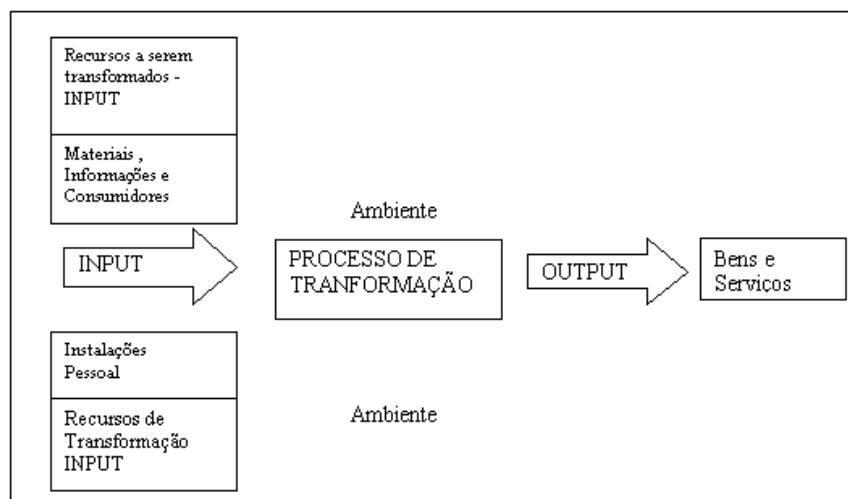 Recursos a serem
transformados -
INPUT
Materiais ,
Informações e
Consumidores
Ambiente
INPUT
PROCESSO DE
TRANFORMAÇÃO
OUTPUT
Bens e
Serviços
Instalações
Pessoal
Recursos de
Transformação
INPUT
Ambiente